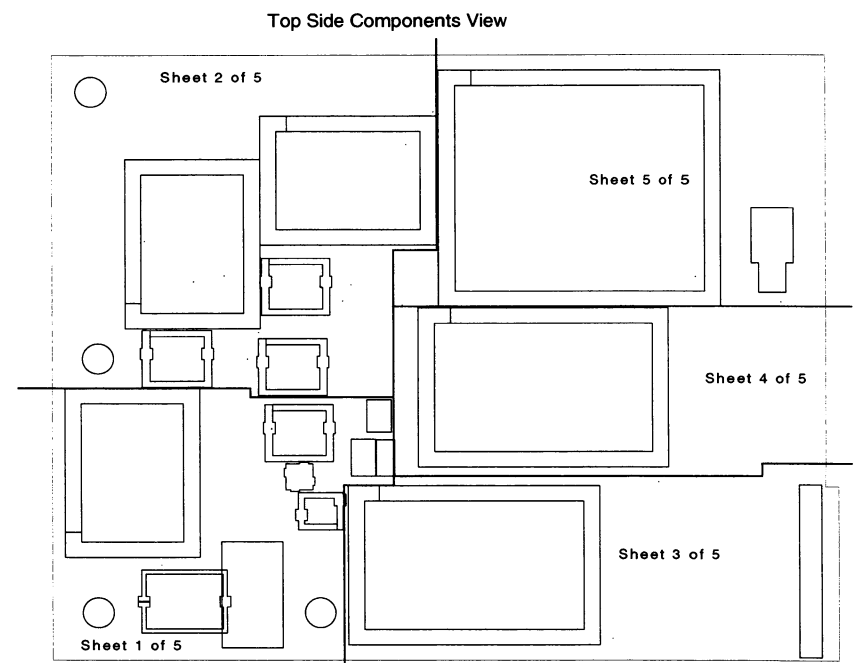 Top Side Components View
Sheet 2 of 5
Sheet 5 of 5
Sheet 4 of 5
Sheet 3 of 5
Sheet 1 of 5